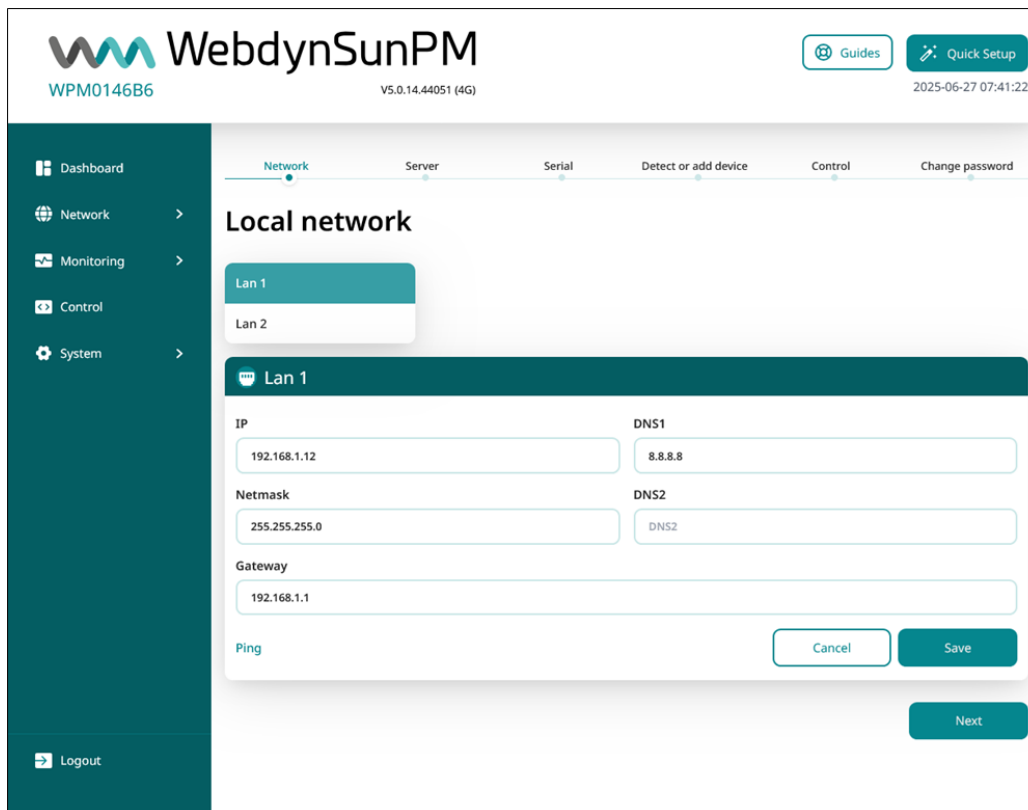 WebdynSunPM
WPM0146B6
V5.0.14.44051 (4G)
Guides
Quick Setup
2025-06-27 07:41:22
Dashboard
Network
Monitoring
Control
System
Logout
Network Server Serial Detect or add device Control Change password
Local network
Lan 1
Lan 2
Lan 1
IP
192.168.1.12
DNS1
8.8.8.8
Netmask
255.255.255.0
DNS2
DNS2
Gateway
192.168.1.1
Ping
Cancel
Save
Next